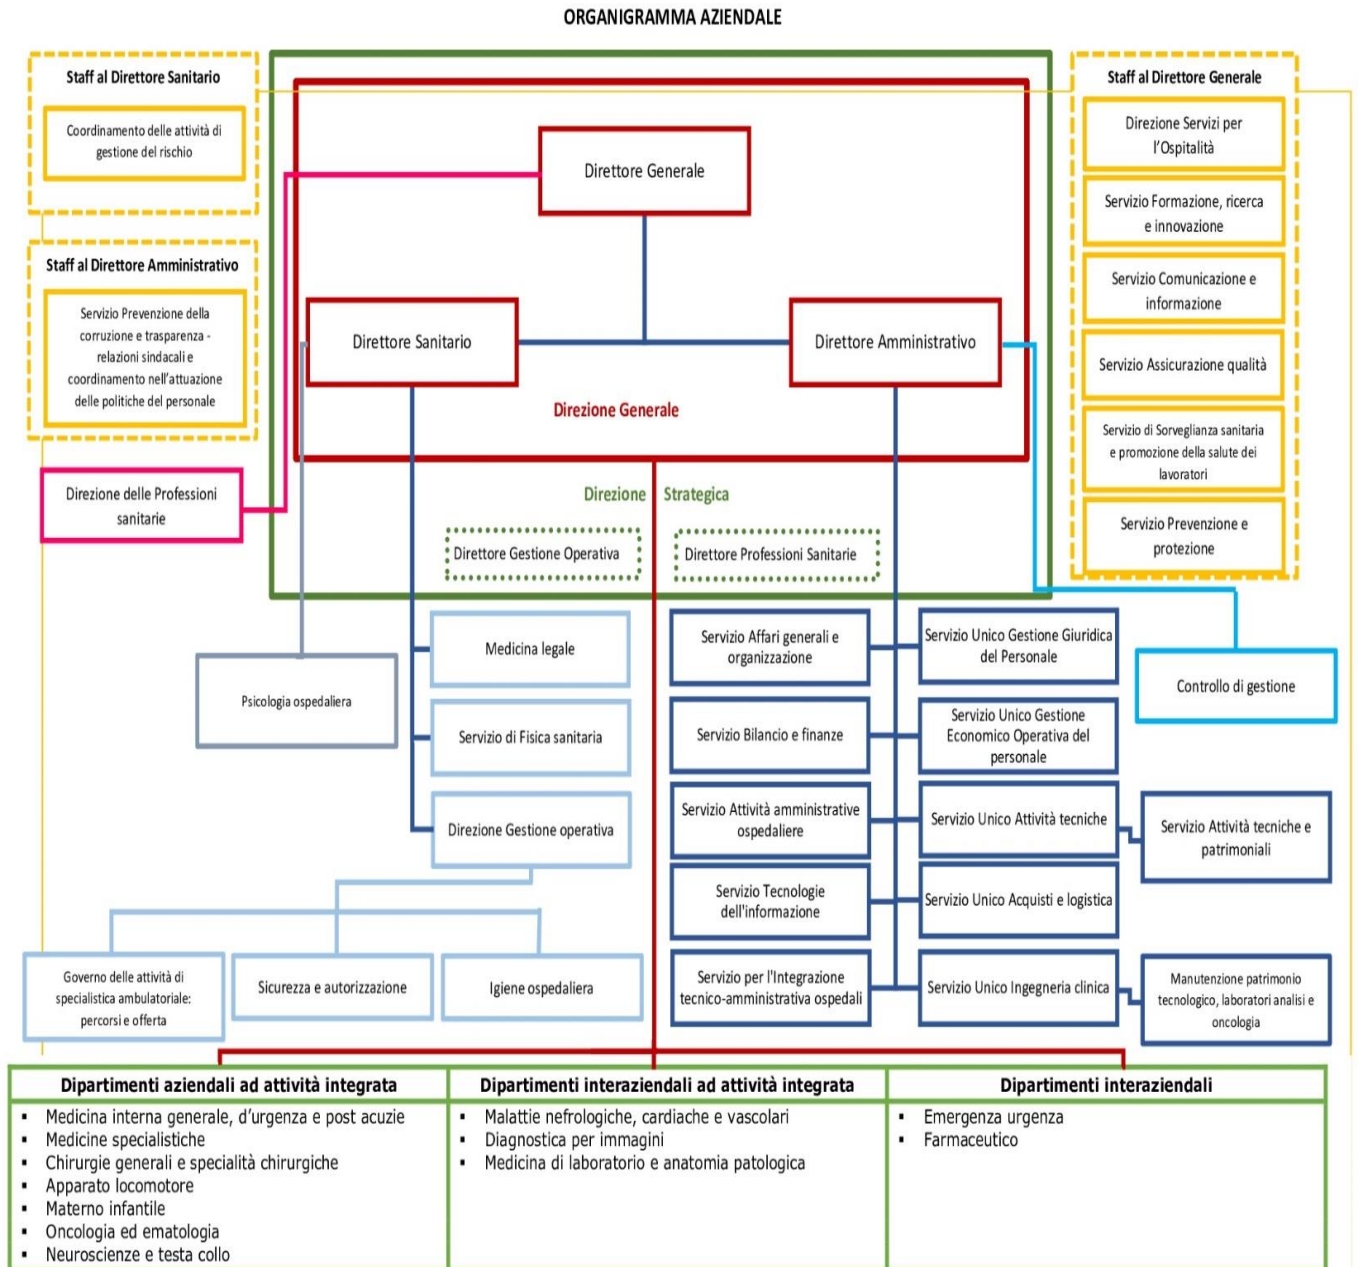 ORGANIGRAMMA AZIENDALE
Staff al Direttore Sanitario
Coordinamento delle attività di
gestione del rischio
Staff al Direttore Amministrativo
Servizio Prevenzione della
corruzione e trasparenza -
relazioni sindacali e
coordinamento nell'attuazione
delle politiche del personale
Direzione delle Professioni
sanitarie
Direttore Generale
Direttore Sanitario
Direttore Amministrativo
Direzione Generale
Direzione Strategica
Direttore Gestione Operativa
Direttore Professioni Sanitarie
Staff al Direttore Generale
Direzione Servizi per
l'Ospitalità
Servizio Formazione, ricerca
e innovazione
Servizio Comunicazione e
informazione
Servizio Assicurazione qualità
Servizio di Sorveglianza sanitaria
e promozione della salute dei
lavoratori
Servizio Prevenzione e
protezione
Psicologia ospedaliera
Medicina legale
Servizio di Fisica sanitaria
Direzione Gestione operativa
Governo delle attività di
specialistica ambulatoriale:
percorsi e offerta
Sicurezza e autorizzazione
Igiene ospedaliera
Servizio Affari generali e
organizzazione
Servizio Bilancio e finanze
Servizio Attività amministrative
ospedaliere
Servizio Tecnologie
dell'informazione
Servizio per l'Integrazione
tecnico-amministrativa ospedali
Servizio Unico Gestione Giuridica
del Personale
Servizio Unico Gestione
Economico Operativa del
personale
Servizio Unico Attività tecniche
Servizio Unico Acquisti e logistica
Servizio Unico Ingegneria clinica
Controllo di gestione
Servizio Attività tecniche e
patrimoniali
Manutenzione patrimonio
tecnologico, laboratori analisi e
oncologia
Dipartimenti aziendali ad attività integrata
▪ Medicina interna generale, d'urgenza e post acuzie
▪ Medicine specialistiche
▪ Chirurgie generali e specialità chirurgiche
▪ Apparato locomotore
▪ Materno infantile
▪ Oncologia ed ematologia
▪ Neuroscienze e testa collo
Dipartimenti interaziendali ad attività integrata
▪ Malattie nefrologiche, cardiache e vascolari
▪ Diagnostica per immagini
▪ Medicina di laboratorio e anatomia patologica
Dipartimenti interaziendali
▪ Emergenza urgenza
▪ Farmaceutico